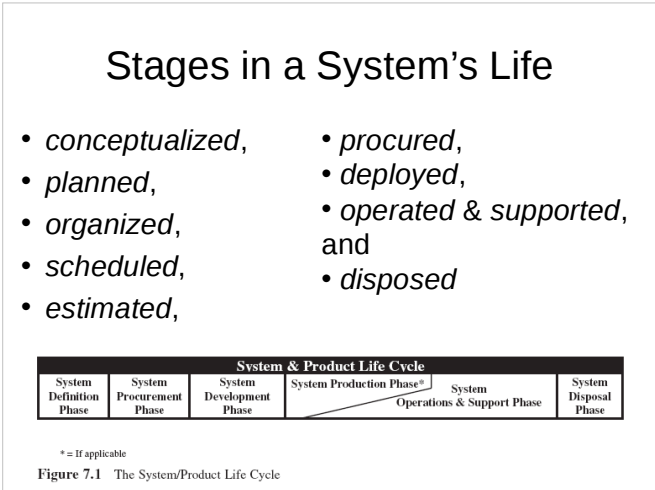 Stages in a System’s Life
• conceptualized,
• planned,
• organized,
• scheduled,
• estimated,
• procured,
• deployed,
• operated & supported,
and
• disposed
System & Product Life Cycle
System
Definition
Phase
System
Procurement
Phase
System
Development
Phase
System Production Phase*
System
Operations & Support Phase
System
Disposal
Phase
* = If applicable
Figure 7.1 The System/Product Life Cycle